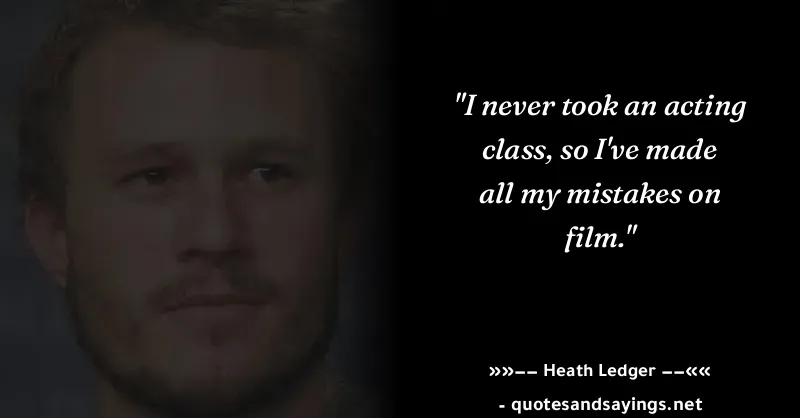 "I never took an acting
class, so I've made
all my mistakes on
film."
»»–– Heath Ledger ––««
- quotesandsayings.net